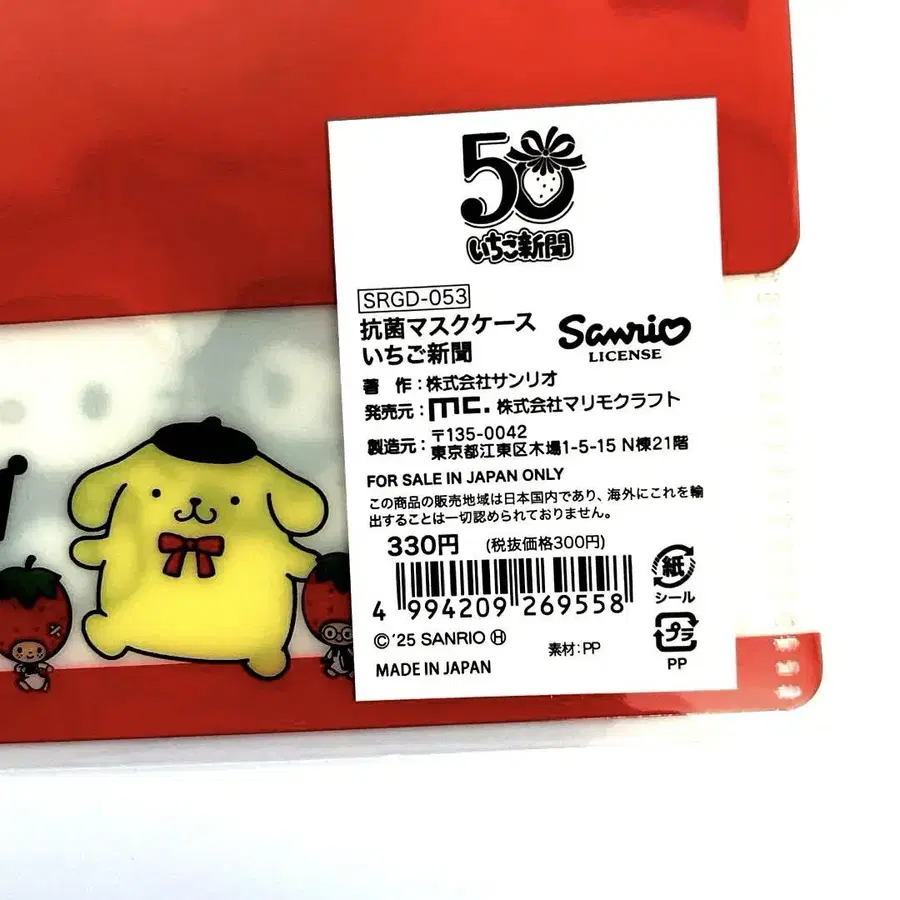 50
いちご新聞
SRGD-053
抗菌マスクケース
いちご新聞
Sanrio
LICENSE
著 作:株式会社サンリオ
発売元:mc.株式会社マリモクラフト
製造元:〒135-0042
東京都江東区木場1-5-15 N棟21階
FOR SALE IN JAPAN ONLY
この商品の販売地域は日本国内であり、海外にこれを輸
出することは一切認められておりません。
330円 (税抜価格300円)
紙
シール
4 994209 269558
プラ
PP
©'25 SANRIO Ⓗ
素材:PP
MADE IN JAPAN